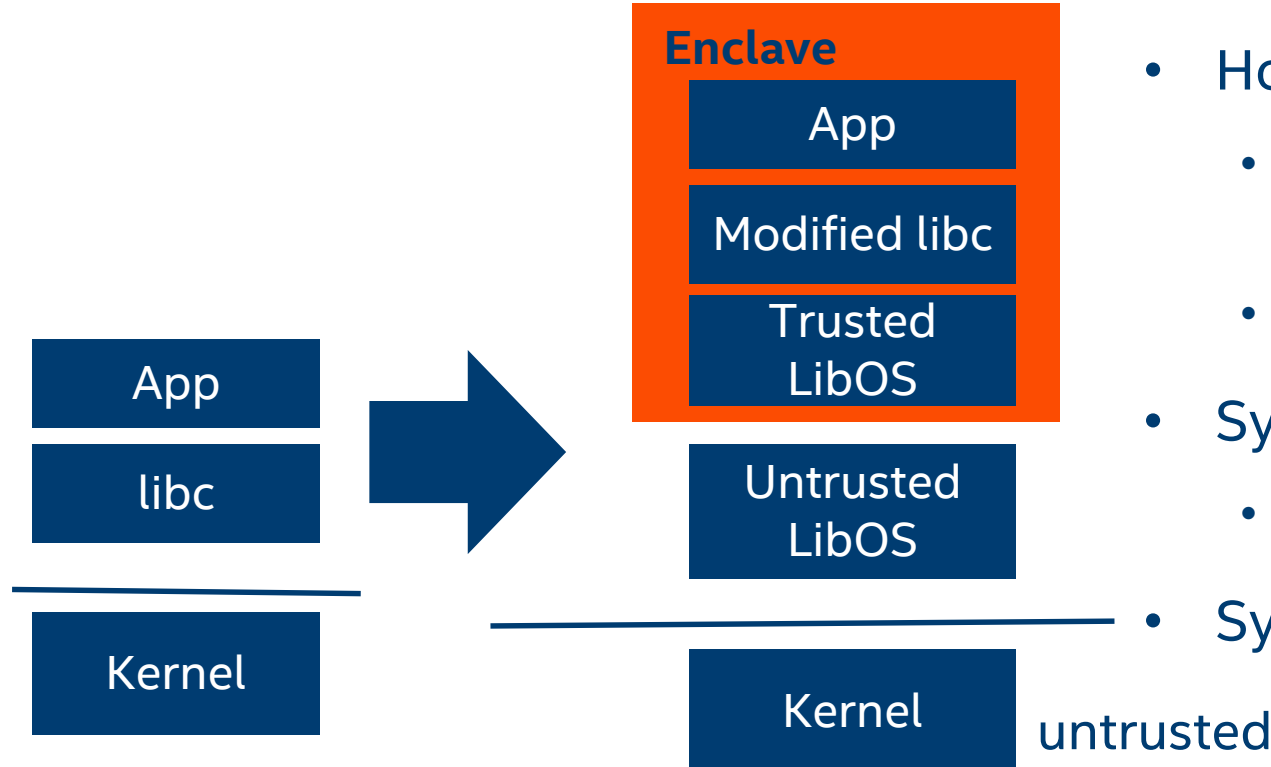 App
libc
Kernel
Enclave
App
Modified libc
Trusted
LibOS
Untrusted
LibOS
Kernel
untrusted